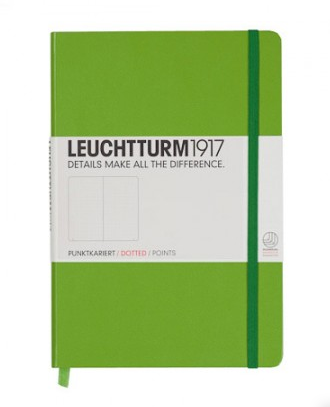 LEUCHTTURM1917
DETAILS MAKE ALL THE DIFFERENCE.
PUNKTKARIERT / DOTTED / POINTS